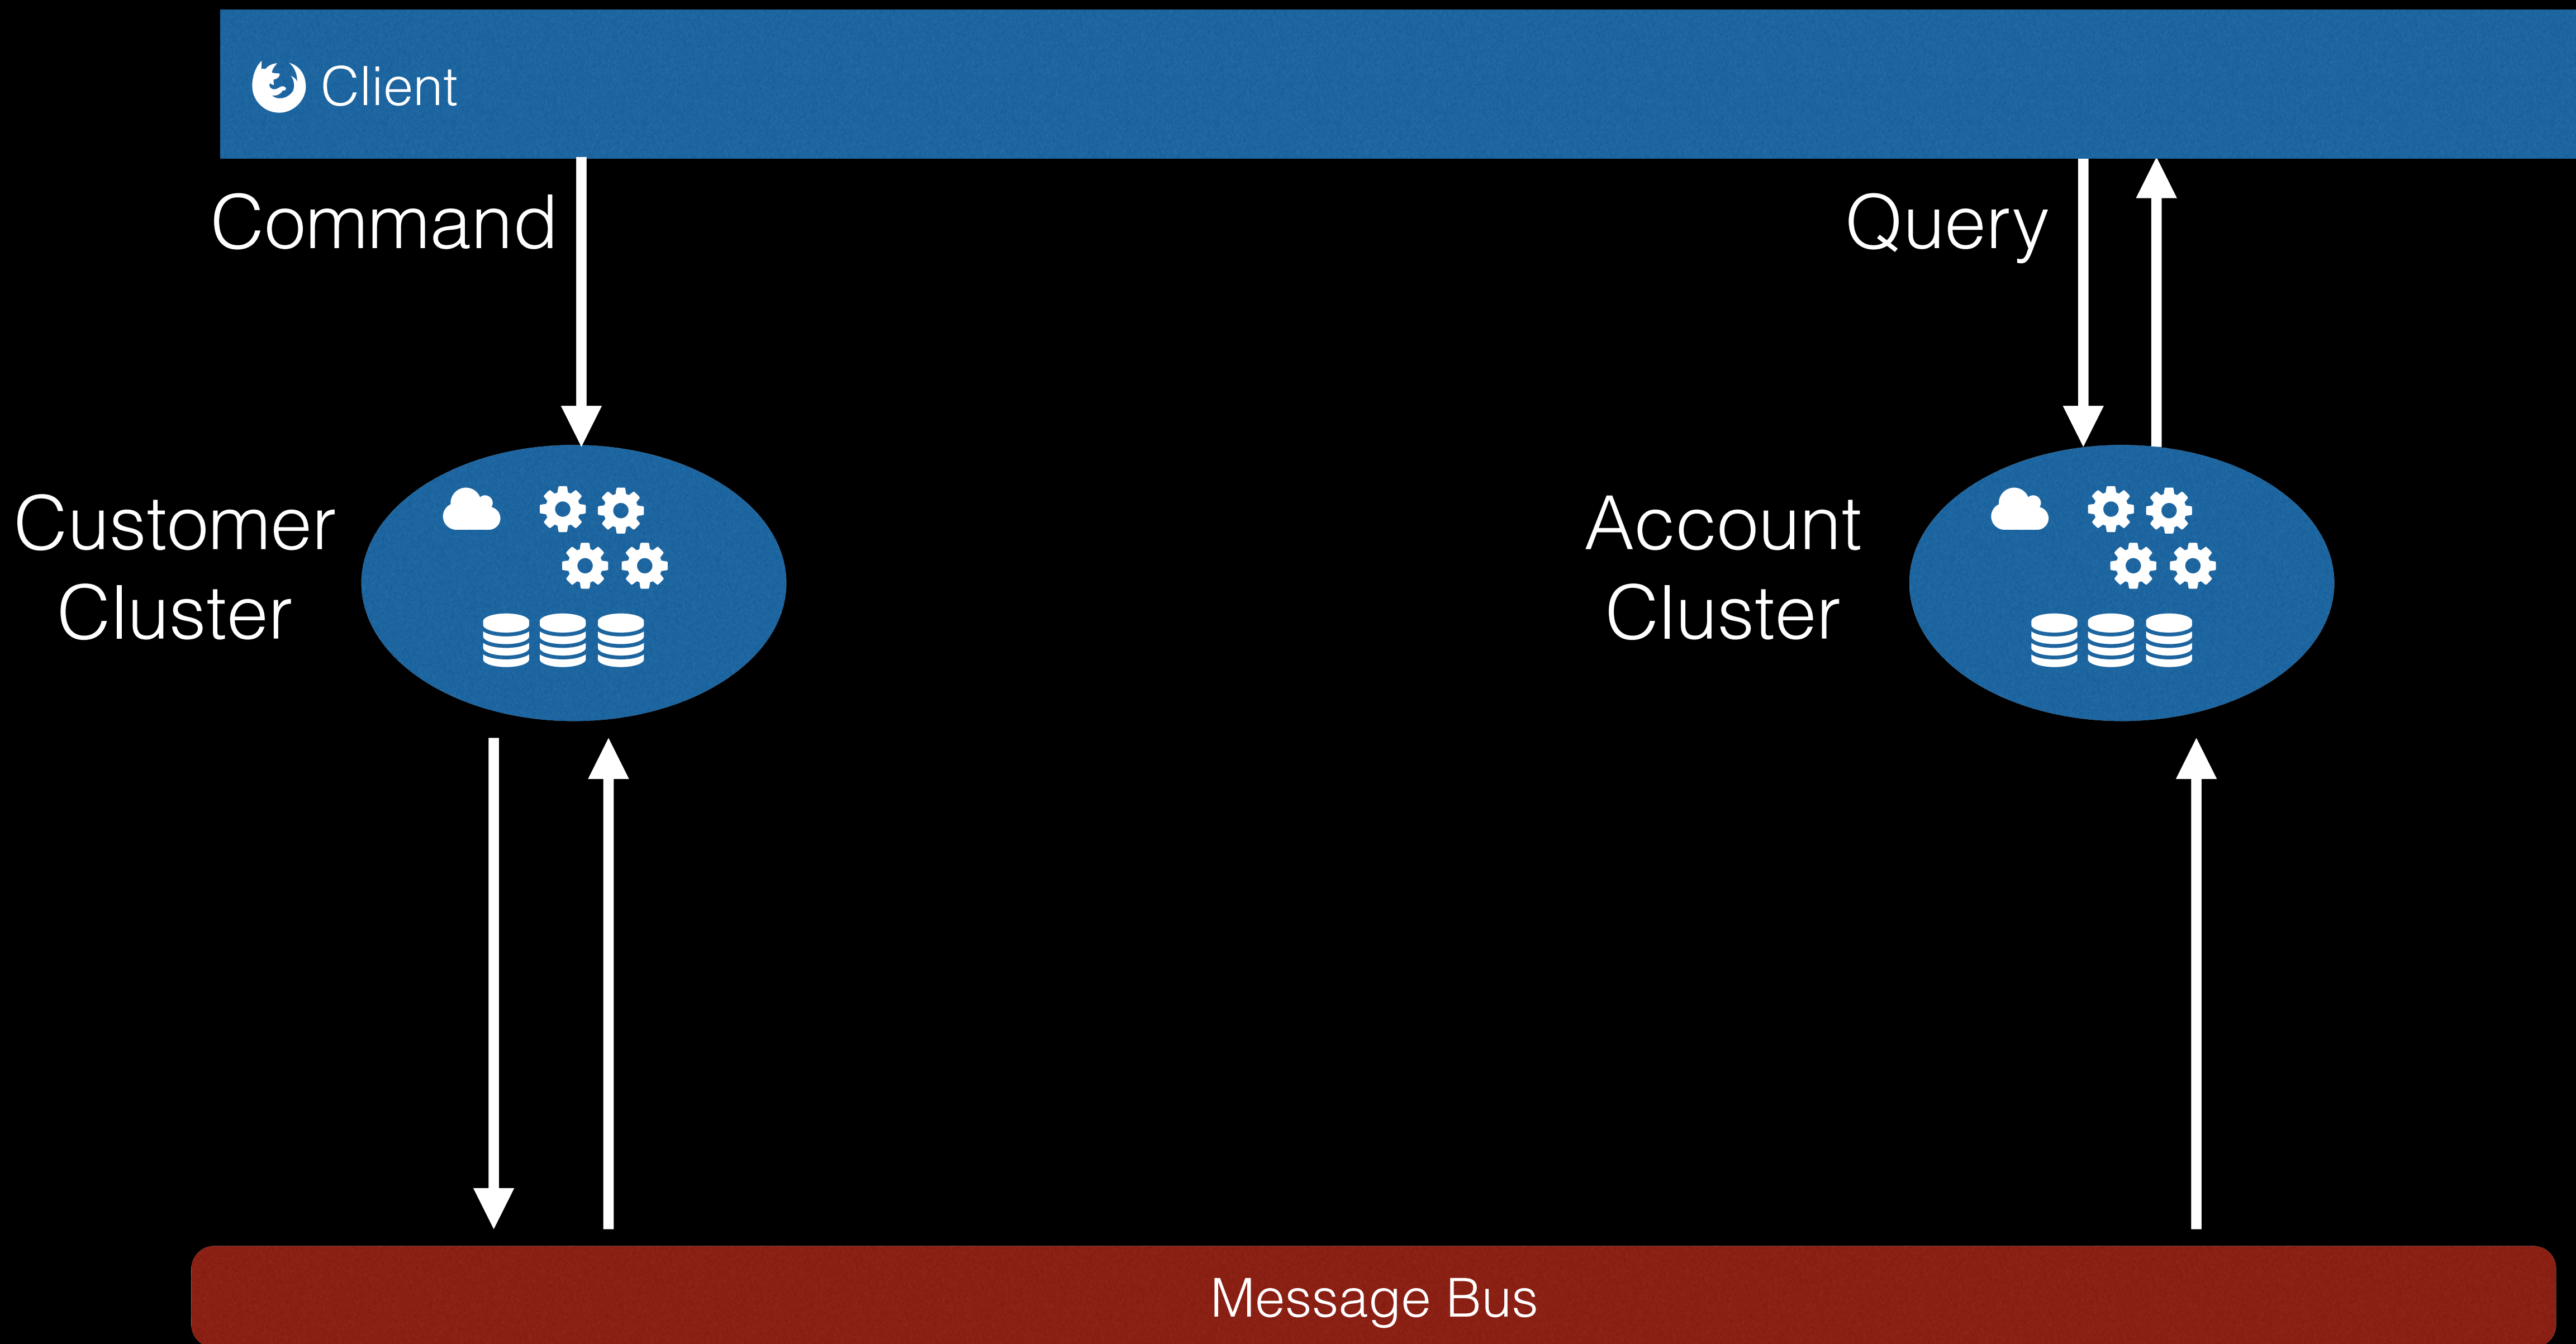 Client
Command
Query
Customer
Cluster
Account
Cluster
Message Bus